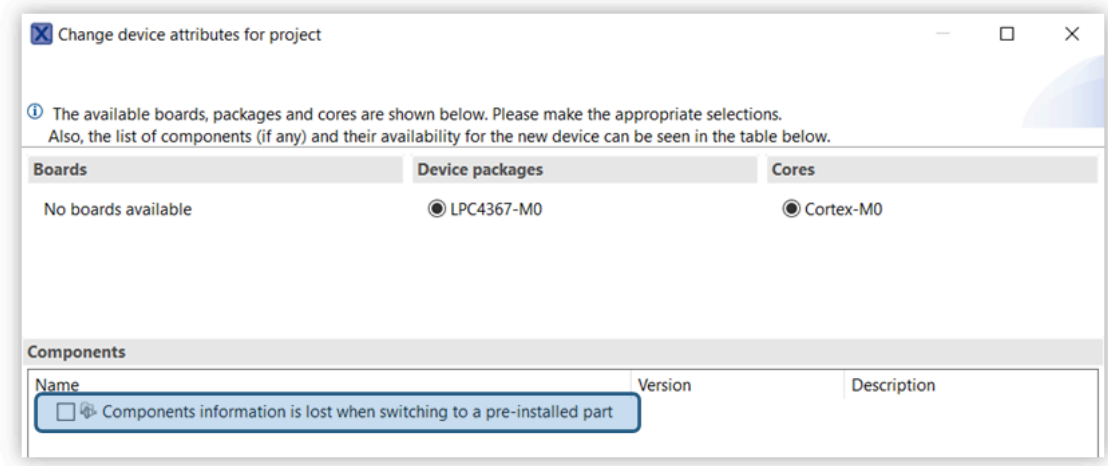 Change device attributes for project
The available boards, packages and cores are shown below. Please make the appropriate selections.
Also, the list of components (if any) and their availability for the new device can be seen in the table below.
Boards
Device packages
Cores
No boards available
LPC4367-M0
Cortex-M0
Components
Name
Version
Description
Components information is lost when switching to a pre-installed part